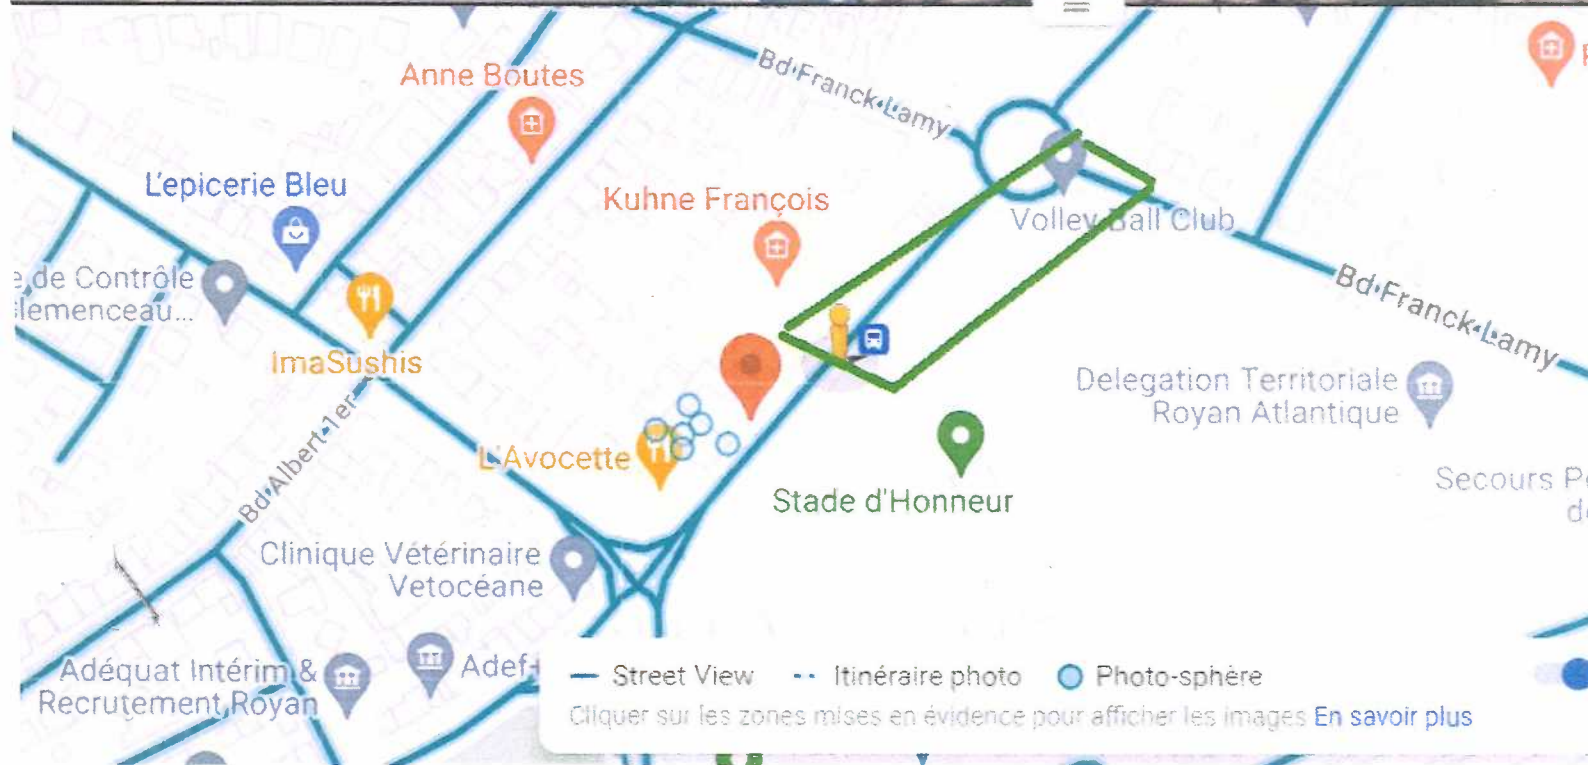 Anne Boutes
Bd Franck Lamy
L'epicerie Bleu
Kuhne François
Volley Ball Club
e de Contrôle
lemenceau...
ImaSushis
Bd Franck Lamy
Delegation Territoriale
Royan Atlantique
Bd Albert 1er
L'Avocette
Stade d'Honneur
Secours P
de
Clinique Vétérinaire
Vetocéane
Adéquat Intérim &
Recrutement Royan
Adef+
Street View
Itinéraire photo
Photo-sphère
Cliquer sur les zones mises en évidence pour afficher les images En savoir plus